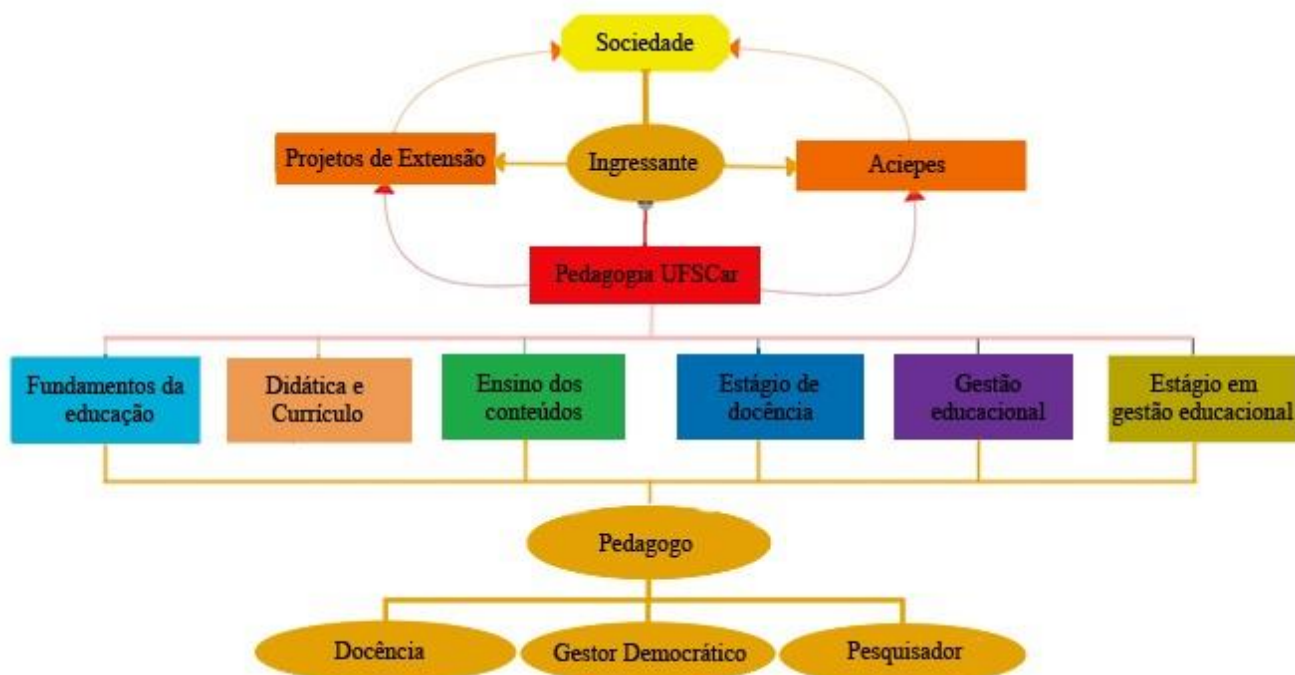 Sociedade
Projetos de Extensão
Ingressante
Aciepes
Pedagogia UFSCar
Fundamentos da
educação
Didática e
Currículo
Ensino dos
conteúdos
Estágio de
docência
Gestão
educacional
Estágio em
gestão educacional
Pedagogo
Docência
Gestor Democrático
Pesquisador